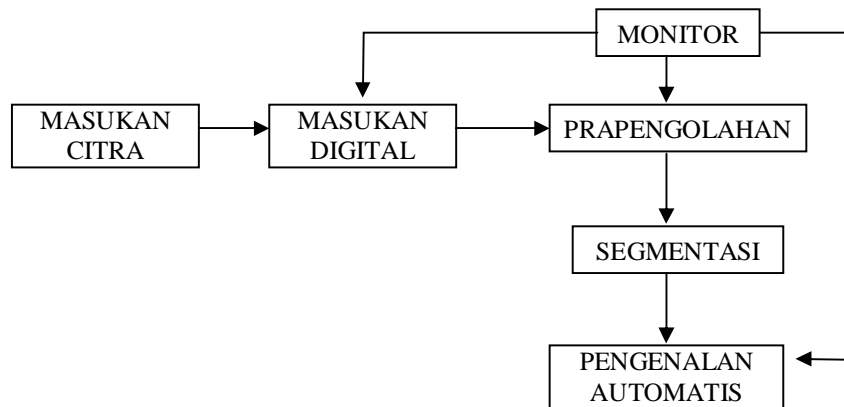 MONITOR
MASUKAN
CITRA
MASUKAN
DIGITAL
PRAPENGOLAHAN
SEGMENTASI
PENGENALAN
AUTOMATIS